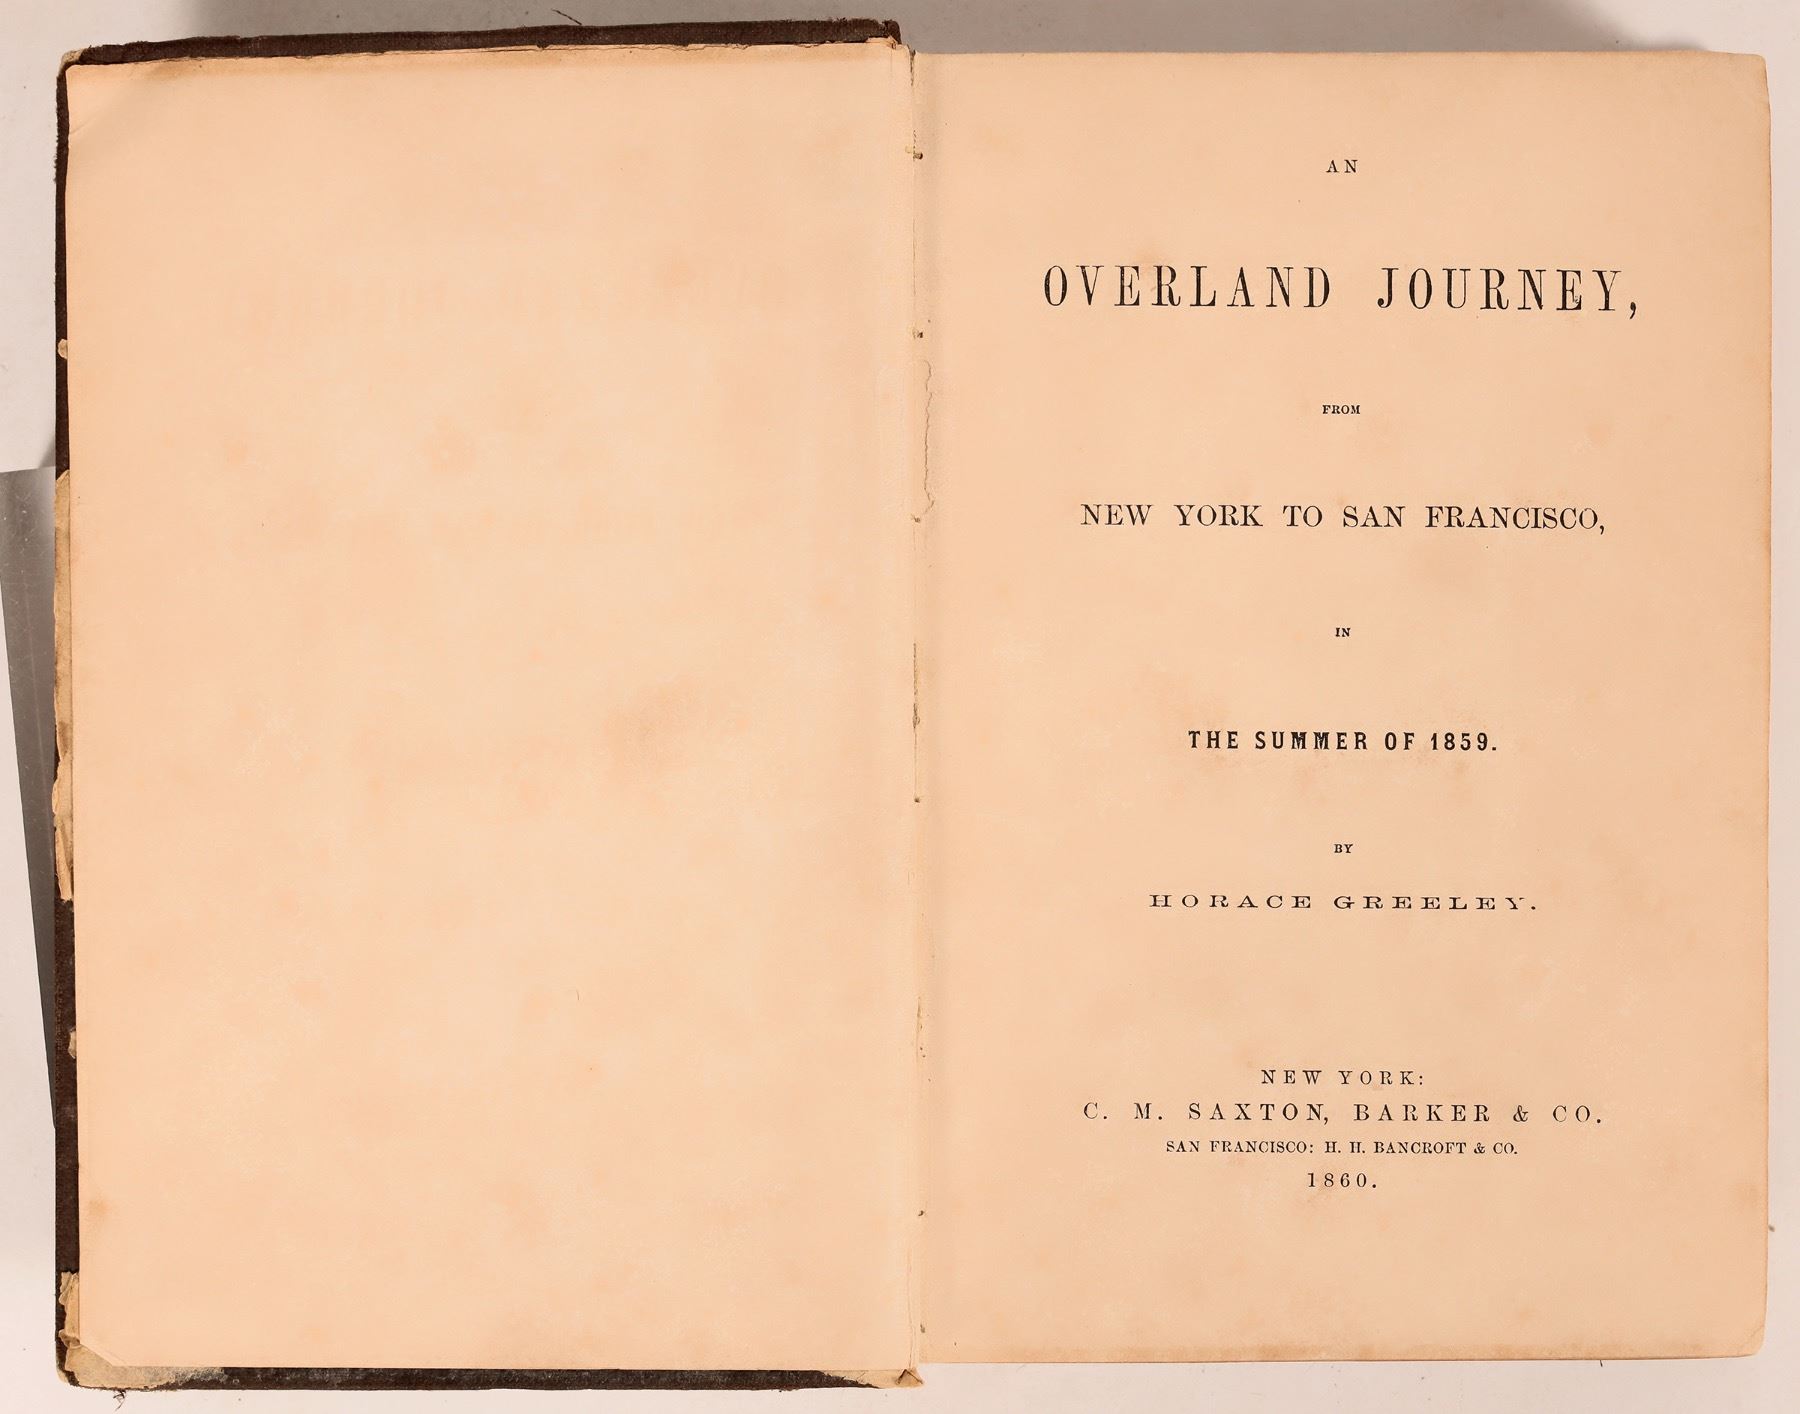 AN
OVERLAND JOURNEY,
FROM
NEW YORK TO SAN FRANCISCO,
IN
THE SUMMER OF 1859.
BY
HORACE GREELEY.
NEW YORK:
C. M. SAXTON, BARKER & CO.
SAN FRANCISCO: H. H. BANCROFT & CO.
1860.